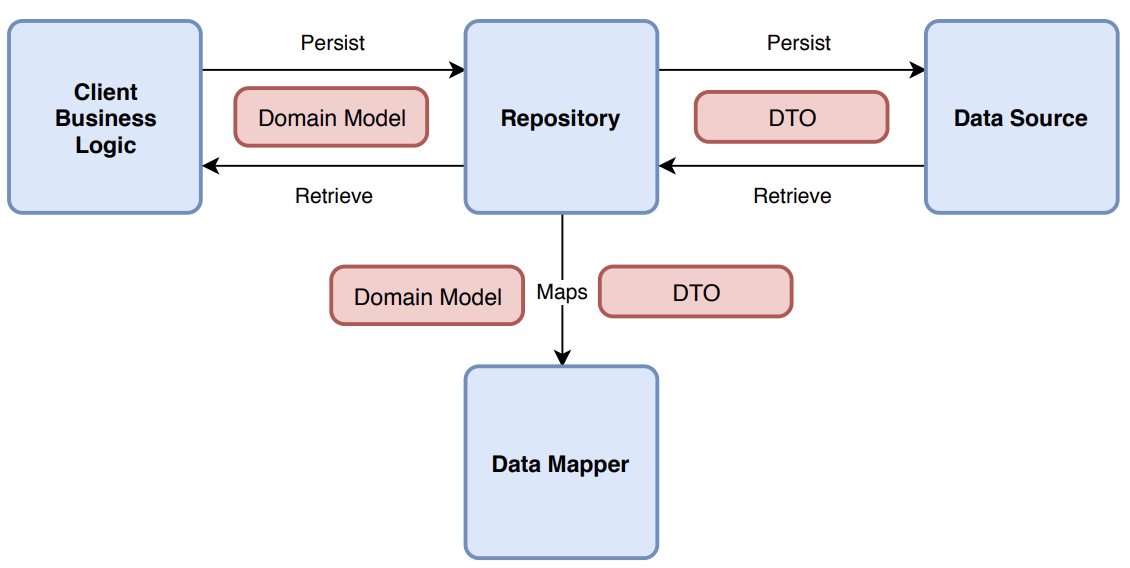 Persist
Persist
Client
Business
Logic
Domain Model
Repository
DTO
Data Source
Retrieve
Retrieve
Domain Model
Maps
DTO
Data Mapper